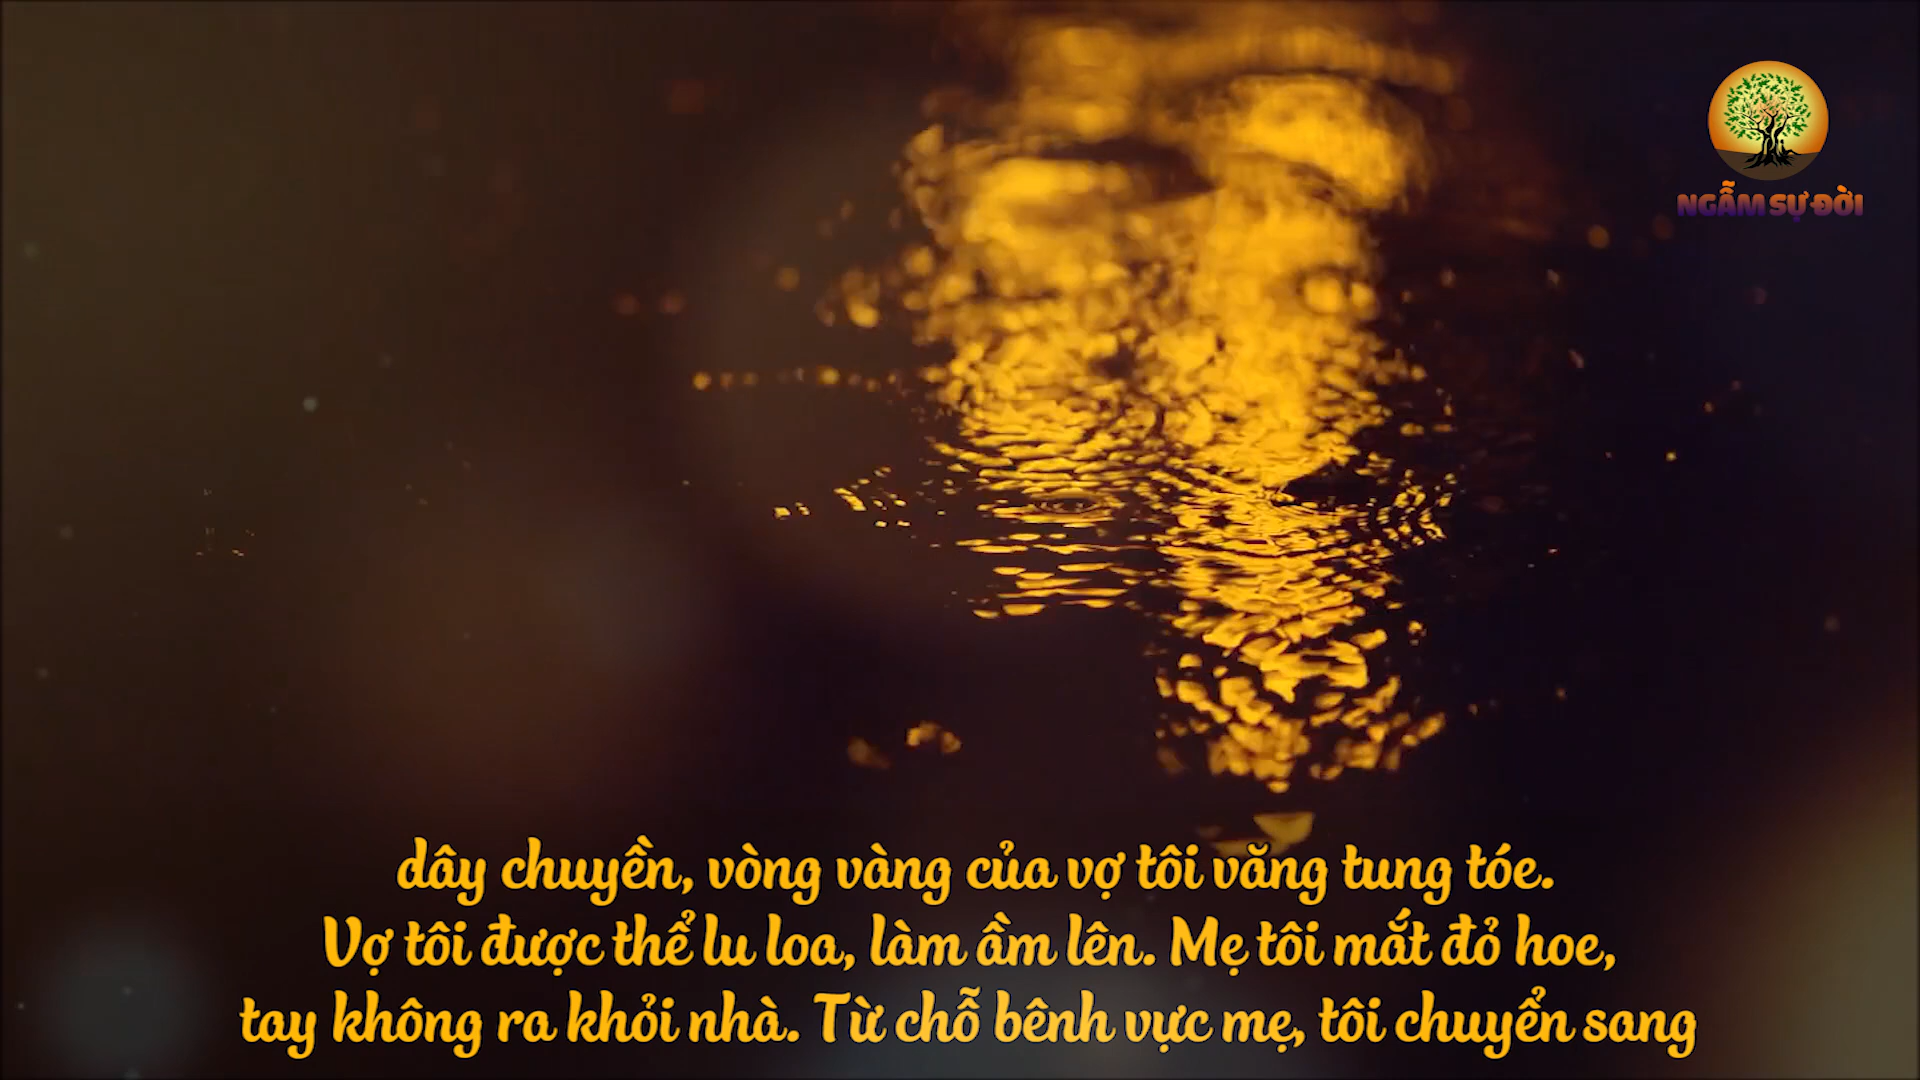 NGẪM SỰ ĐỜI
dây chuyền, vòng vàng của vợ tôi văng tung tóe.
Vợ tôi được thể lu loa, làm ầm lên. Mẹ tôi mắt đỏ hoe,
tay không ra khỏi nhà. Từ chỗ bênh vực mẹ, tôi chuyển sang